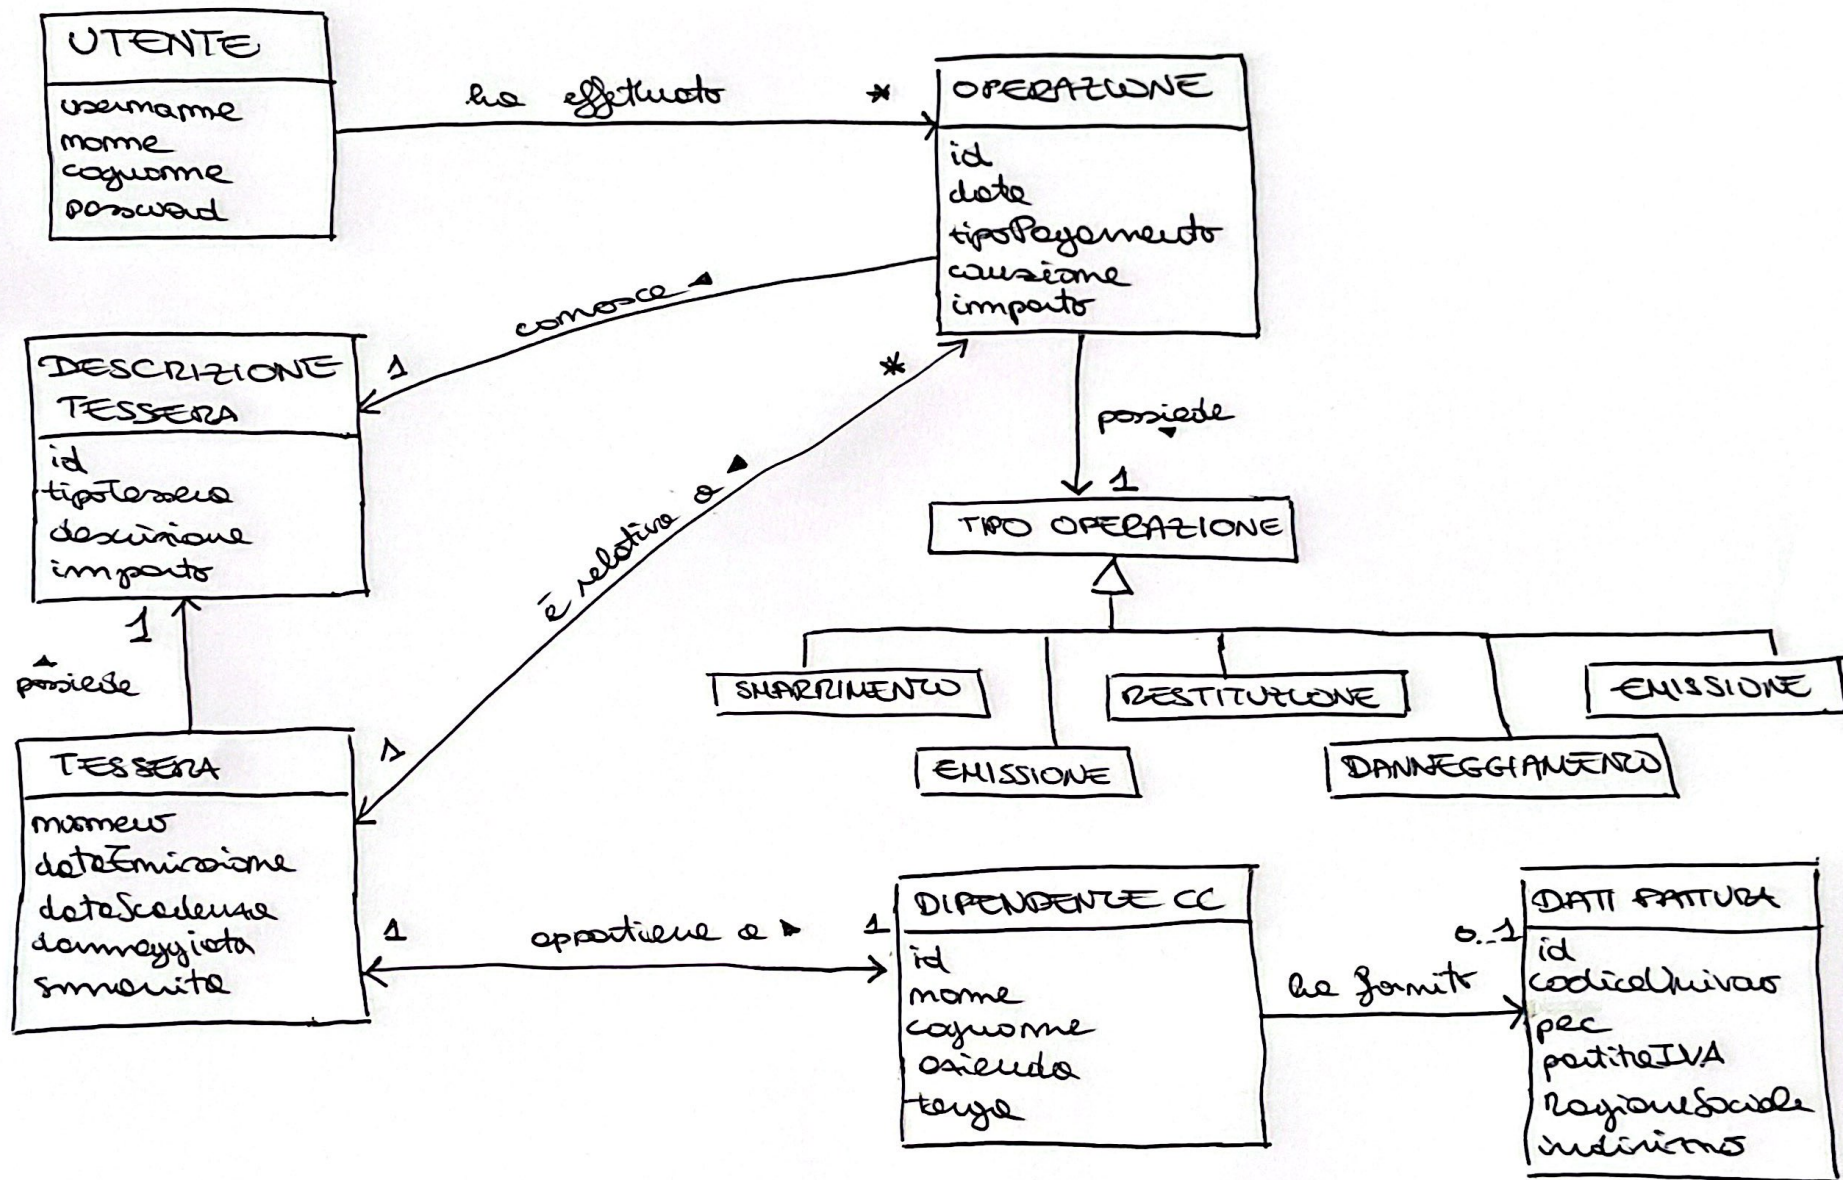 UTENTE
username
nome
cognome
password
ha effettuato
*
OPERAZIONE
id
data
tipoPagamento
cauzione
importo
conosce
1
DESCRIZIONE
TESSERA
id
tipoTessera
descrizione
importo
1
possiede
è relativa a
*
1
possiede
1
TIPO OPERAZIONE
SMARRIMENTO
EMISSIONE
RESTITUZIONE
DANNEGGIAMENTO
EMISSIONE
TESSERA
numero
dataEmissione
dataScadenza
danneggiata
smarrita
1
appartiene a
1
DIPENDENTE CC
id
nome
cognome
azienda
targa
ha fornito
0..1
DATI FATTURA
id
codiceUnivoco
pec
partitaIVA
RagioneSociale
indirizzo